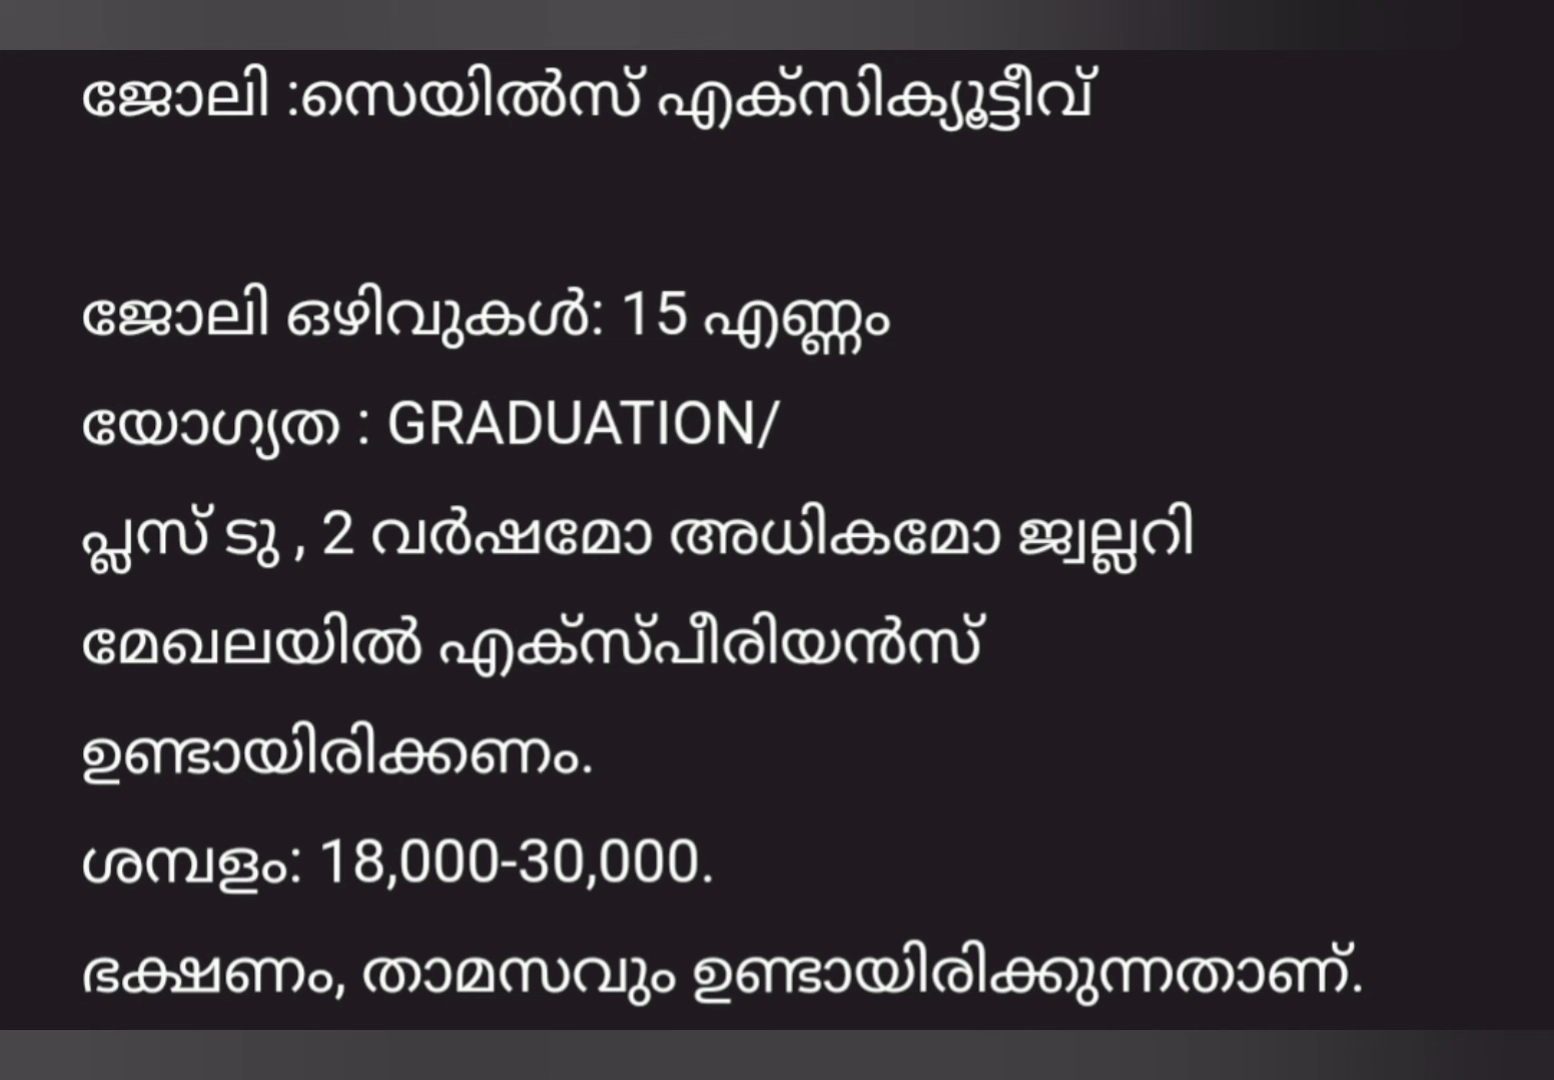 ജോലി :സെയിൽസ് എക്സിക്യൂട്ടീവ്
ജോലി ഒഴിവുകൾ: 15 എണ്ണം
യോഗ്യത : GRADUATION/
പ്ലസ് ടു , 2 വർഷമോ അധികമോ ജ്വല്ലറി
മേഖലയിൽ എക്സ്പീരിയൻസ്
ഉണ്ടായിരിക്കണം.
ശമ്പളം: 18,000-30,000.
ഭക്ഷണം, താമസവും ഉണ്ടായിരിക്കുന്നതാണ്.